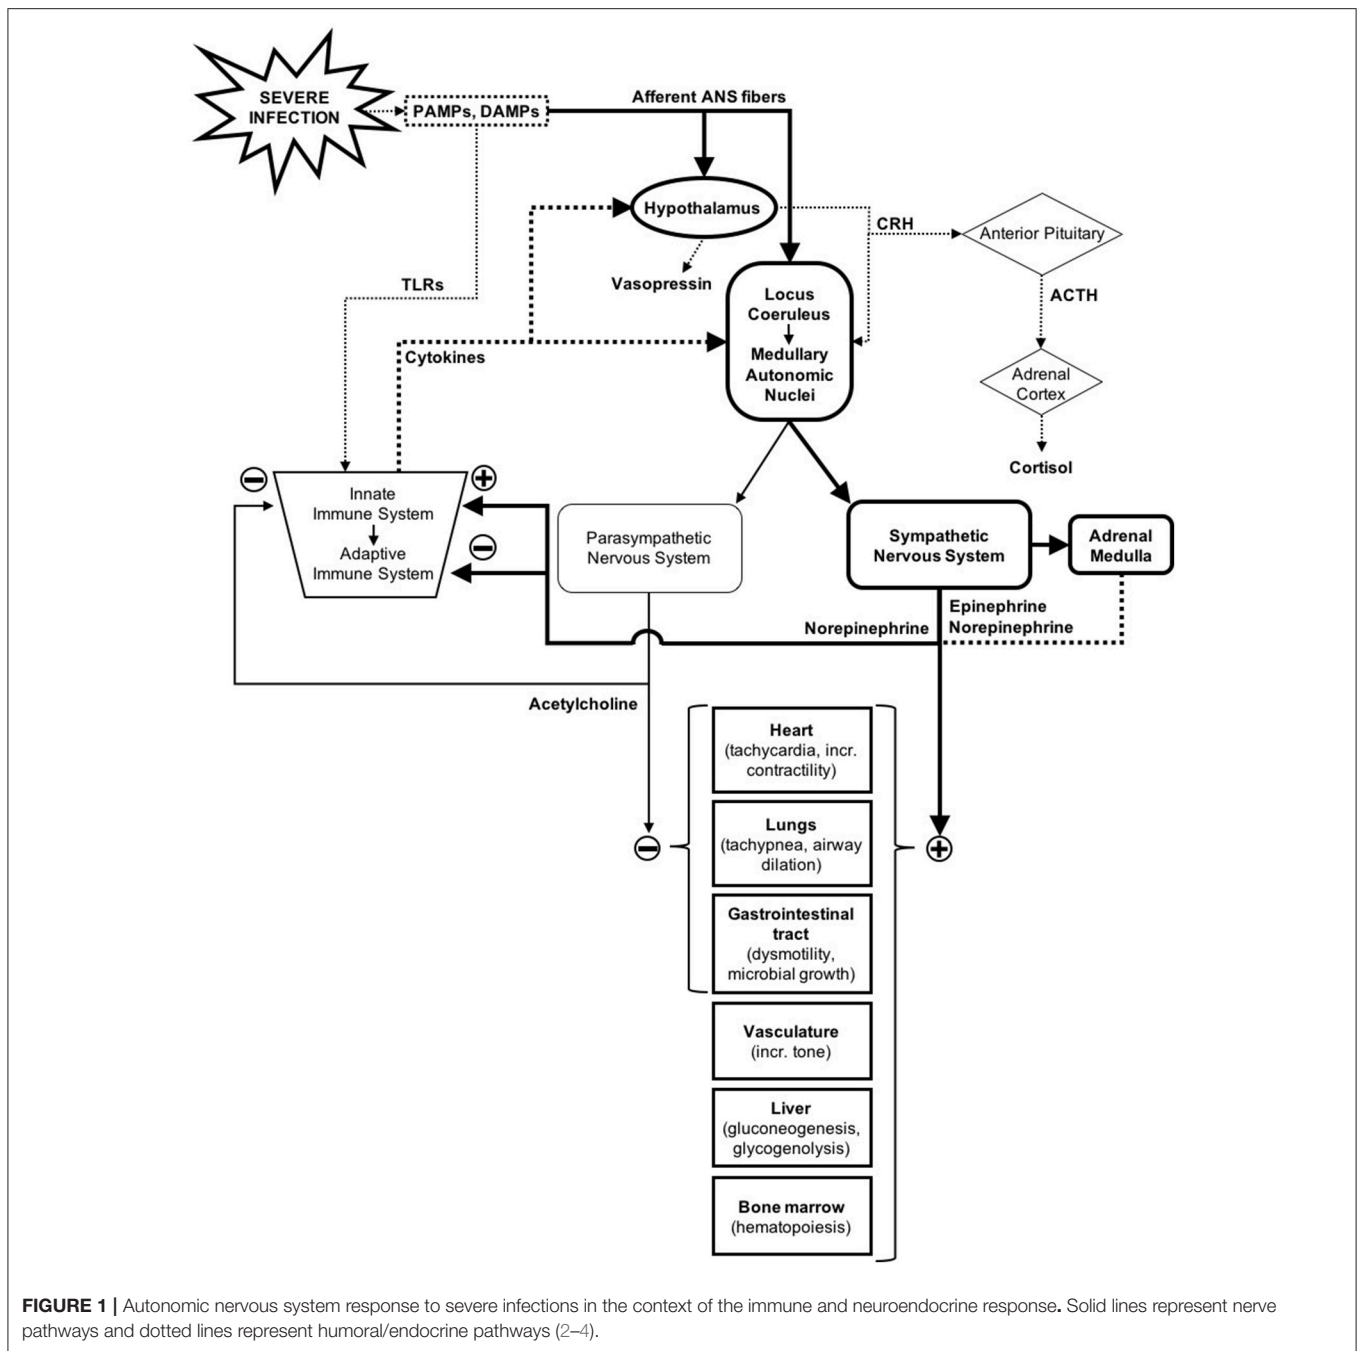 SEVERE
INFECTION
PAMPs, DAMPs
Afferent ANS fibers
Hypothalamus
CRH
Anterior Pituitary
Vasopressin
TLRs
Locus
Coeruleus
Medullary
Autonomic
Nuclei
ACTH
Cytokines
Adrenal
Cortex
Cortisol
−
+
Innate
Immune System
−
Adaptive
Immune System
Parasympathetic
Nervous System
Sympathetic
Nervous System
Adrenal
Medulla
Norepinephrine
Epinephrine
Norepinephrine
Acetylcholine
Heart
(tachycardia, incr.
contractility)
Lungs
(tachypnea, airway
dilation)
−
+
Gastrointestinal
tract
(dysmotility,
microbial growth)
Vasculature
(incr. tone)
Liver
(gluconeogenesis,
glycogenolysis)
Bone marrow
(hematopoiesis)
FIGURE 1 | Autonomic nervous system response to severe infections in the context of the immune and neuroendocrine response. Solid lines represent nerve
pathways and dotted lines represent humoral/endocrine pathways (2–4).